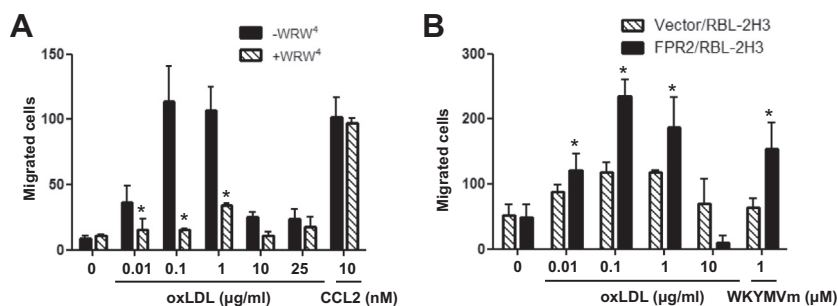 A
-WRW⁴
+WRW⁴
Migrated cells
150
100
50
0
*
*
*
0
0.01
0.1
1
10
25
10
oxLDL (µg/ml)
CCL2 (nM)
B
Vector/RBL-2H3
FPR2/RBL-2H3
Migrated cells
300
200
100
0
*
*
*
*
0
0.01
0.1
1
10
1
oxLDL (µg/ml)
WKYMVm (µM)